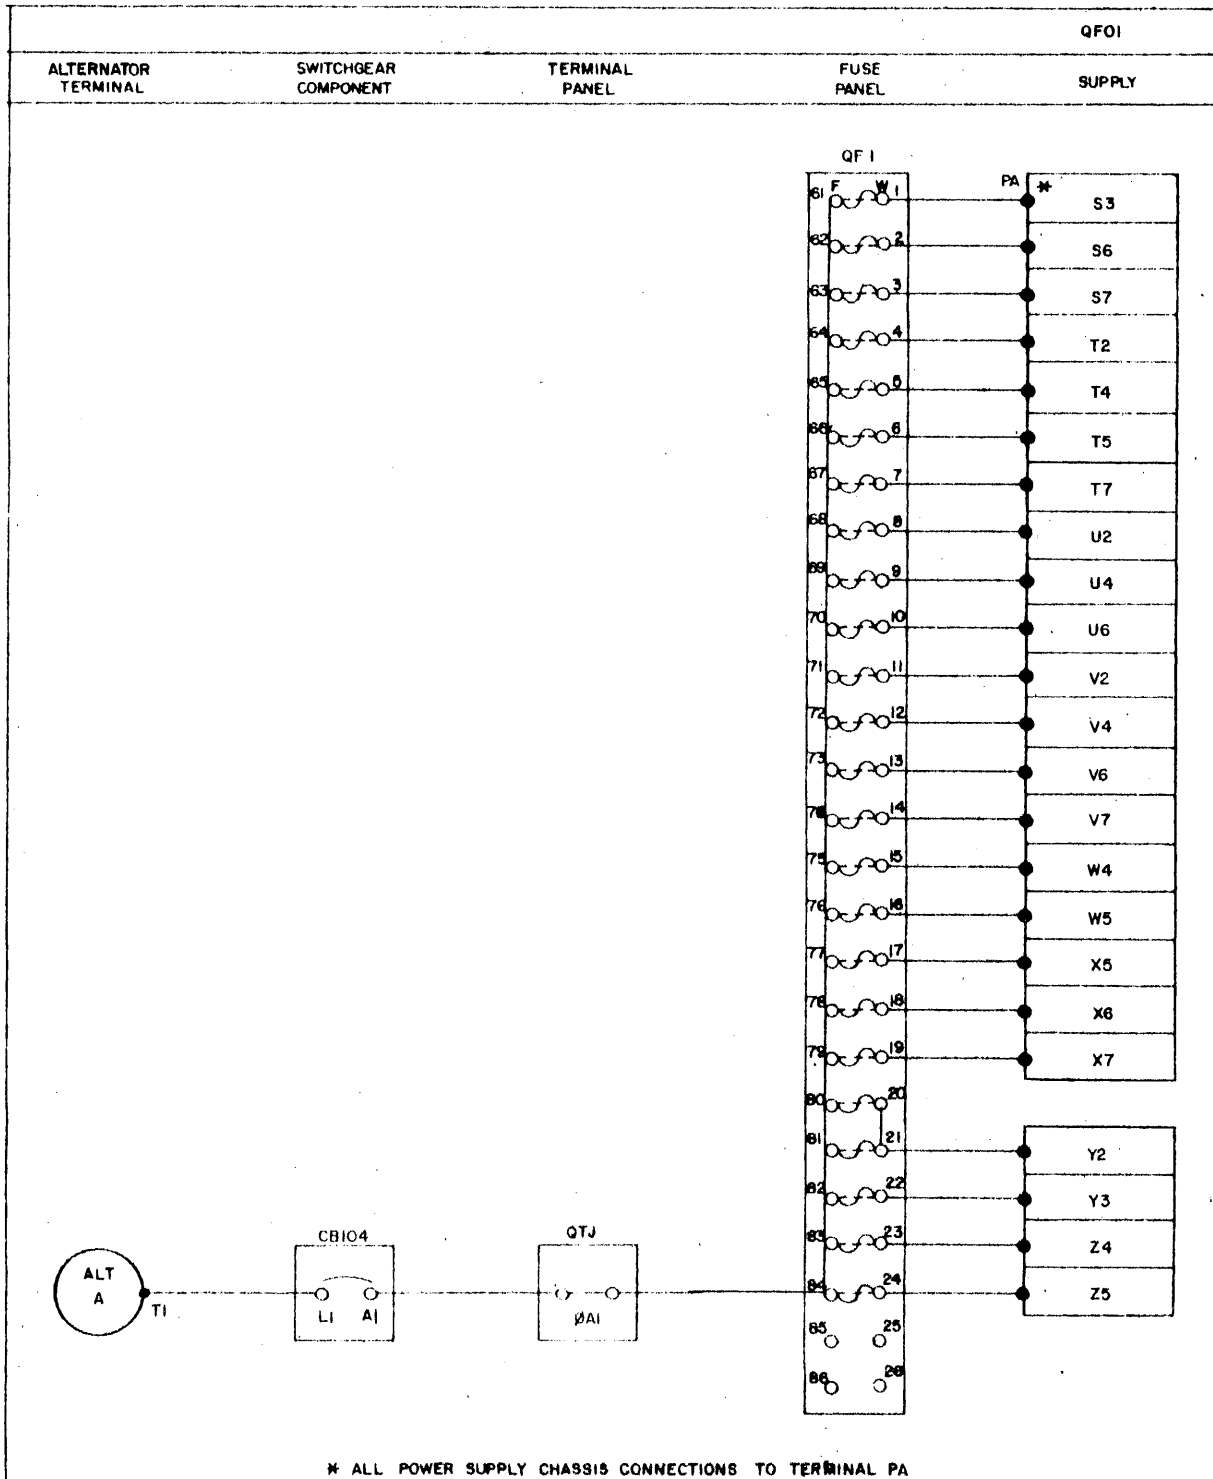 QF01
ALTERNATOR TERMINAL
SWITCHGEAR COMPONENT
TERMINAL PANEL
FUSE PANEL
SUPPLY
QF1
F W PA *
61 1 S3
62 2 S6
63 3 S7
64 4 T2
65 5 T4
66 6 T5
67 7 T7
68 8 U2
69 9 U4
70 10 U6
71 11 V2
72 12 V4
73 13 V6
14 V7
75 15 W4
76 16 W5
77 17 X5
78 18 X6
79 19 X7
80 20
81 21 Y2
82 22 Y3
83 23 Z4
84 24 Z5
85 25
86 26
CB104
QTJ
ALT
A
T1
L1 A1
ØA1
* ALL POWER SUPPLY CHASSIS CONNECTIONS TO TERMINAL PA